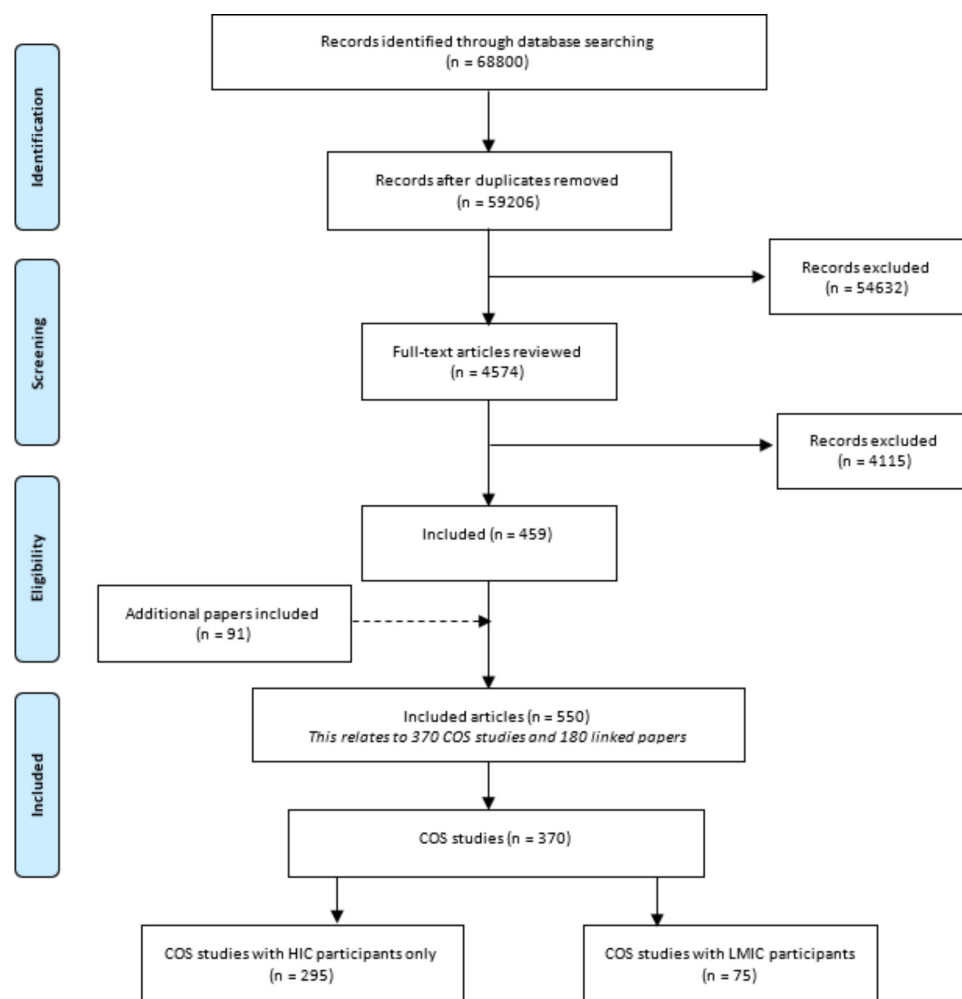 Records identified through database searching
(n = 68800)
Identification
Records after duplicates removed
(n = 59206)
Records excluded
(n = 54632)
Screening
Full-text articles reviewed
(n = 4574)
Records excluded
(n = 4115)
Eligibility
Included (n = 459)
Additional papers included
(n = 91)
Included
Included articles (n = 550)
This relates to 370 COS studies and 180 linked papers
COS studies (n = 370)
COS studies with HIC participants only
(n = 295)
COS studies with LMIC participants
(n = 75)